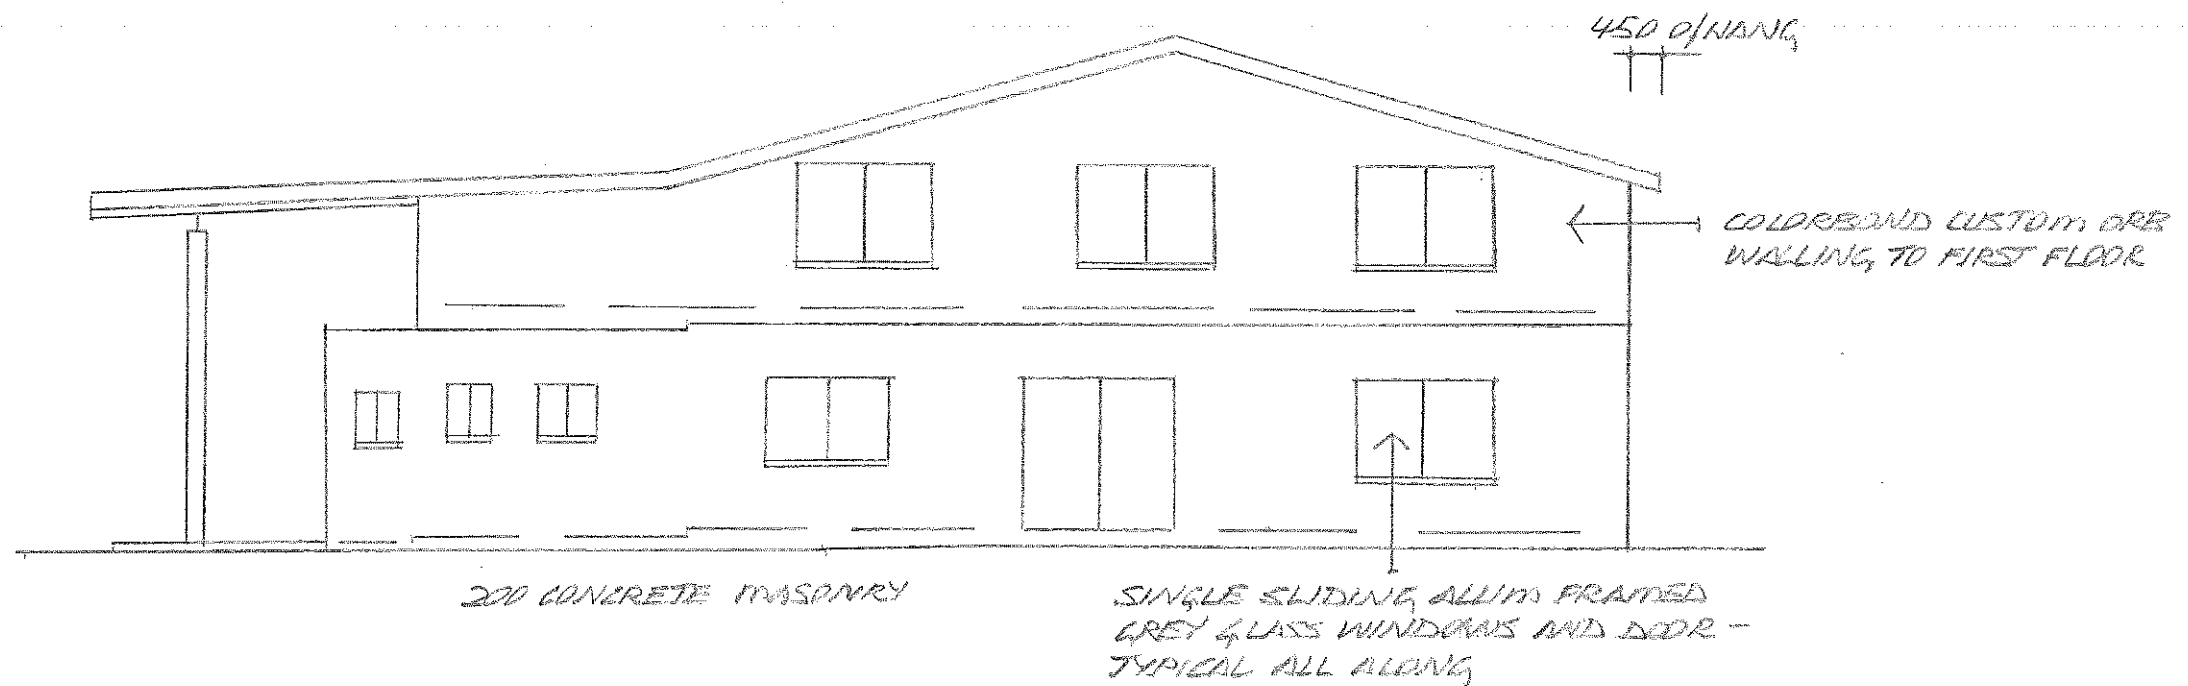 450 O/HANG
COLORBOND CUSTOM ORB
WALLING TO FIRST FLOOR
200 CONCRETE MASONRY
SINGLE SLIDING ALUM FRAMED
GREY GLASS WINDOWS AND DOOR -
TYPICAL ALL ALONG